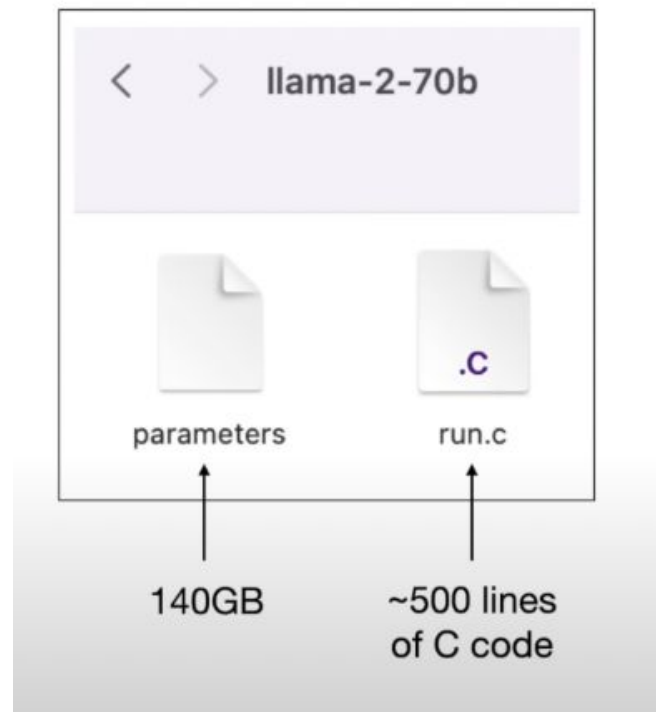 llama-2-70b
.C
parameters
run.c
140GB
~500 lines
of C code